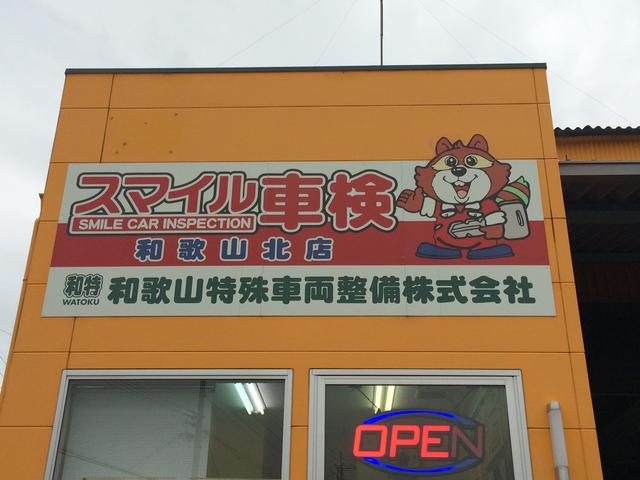 スマイル車検
SMILE CAR INSPECTION
和歌山北店
和特
WATOKU
和歌山特殊車両整備株式会社
OPEN